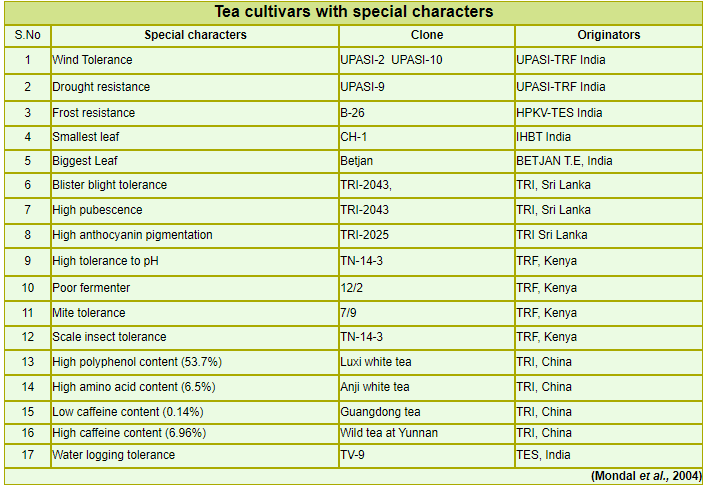 Tea cultivars with special characters
S.No Special characters Clone Originators
1 Wind Tolerance UPASI-2 UPASI-10 UPASI-TRF India
2 Drought resistance UPASI-9 UPASI-TRF India
3 Frost resistance B-26 HPKV-TES India
4 Smallest leaf CH-1 IHBT India
5 Biggest Leaf Betjan BETJAN T.E, India
6 Blister blight tolerance TRI-2043, TRI, Sri Lanka
7 High pubescence TRI-2043 TRI, Sri Lanka
8 High anthocyanin pigmentation TRI-2025 TRI Sri Lanka
9 High tolerance to pH TN-14-3 TRF, Kenya
10 Poor fermenter 12/2 TRF, Kenya
11 Mite tolerance 7/9 TRF, Kenya
12 Scale insect tolerance TN-14-3 TRF, Kenya
13 High polyphenol content (53.7%) Luxi white tea TRI, China
14 High amino acid content (6.5%) Anji white tea TRI, China
15 Low caffeine content (0.14%) Guangdong tea TRI, China
16 High caffeine content (6.96%) Wild tea at Yunnan TRI, China
17 Water logging tolerance TV-9 TES, India
(Mondal et al., 2004)